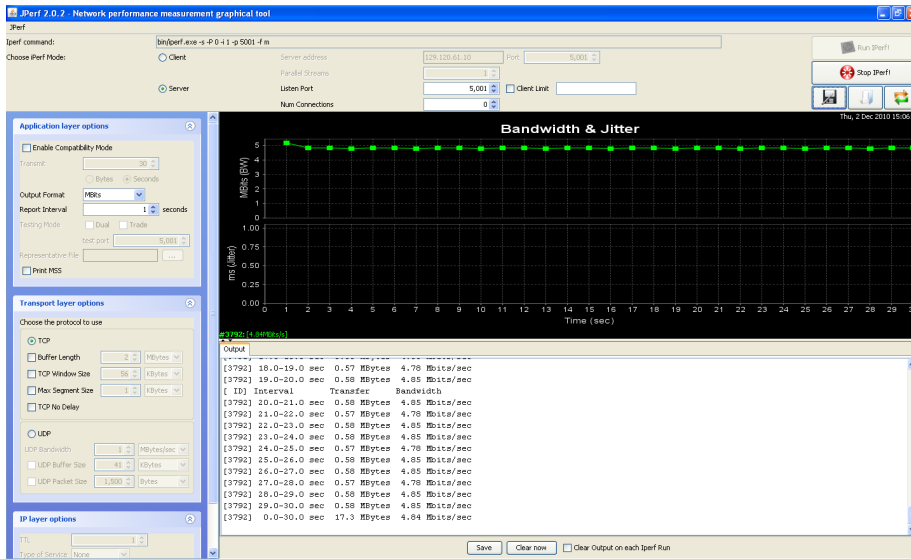 JPerf 2.0.2 - Network performance measurement graphical tool
JPerf
Iperf command: bin/iperf.exe -s -P 0 -i 1 -p 5001 -f m
Choose iPerf Mode: Client Server address 129.120.61.10 Port 5,001
Parallel Streams 1
Server Listen Port 5,001 Client Limit
Num Connections 0
Run IPerf!
Stop IPerf!
Thu, 2 Dec 2010 15:06
Application layer options
Enable Compatibility Mode
Transmit 30
Bytes Seconds
Output Format MBits
Report Interval 1 seconds
Testing Mode Dual Trade
test port 5,001
Representative File ...
Print MSS
Transport layer options
Choose the protocol to use
TCP
Buffer Length 2 MBytes
TCP Window Size 56 KBytes
Max Segment Size 1 KBytes
TCP No Delay
UDP
UDP Bandwidth 1 MBytes/sec
UDP Buffer Size 41 KBytes
UDP Packet Size 1,500 Bytes
IP layer options
TTL 1
Type of Service None
Bandwidth & Jitter
MBits (BW)
5
4
3
2
1
0
ms (Jitter)
1.00
0.75
0.50
0.25
0.00
0 1 2 3 4 5 6 7 8 9 10 11 12 13 14 15 16 17 18 19 20 21 22 23 24 25 26 27 28 29
Time (sec)
#3792: [4.84MBits/s]
Output
[3792] 18.0-19.0 sec 0.57 MBytes 4.78 Mbits/sec
[3792] 19.0-20.0 sec 0.58 MBytes 4.85 Mbits/sec
[ ID] Interval Transfer Bandwidth
[3792] 20.0-21.0 sec 0.58 MBytes 4.85 Mbits/sec
[3792] 21.0-22.0 sec 0.57 MBytes 4.78 Mbits/sec
[3792] 22.0-23.0 sec 0.58 MBytes 4.85 Mbits/sec
[3792] 23.0-24.0 sec 0.58 MBytes 4.85 Mbits/sec
[3792] 24.0-25.0 sec 0.57 MBytes 4.78 Mbits/sec
[3792] 25.0-26.0 sec 0.58 MBytes 4.85 Mbits/sec
[3792] 26.0-27.0 sec 0.58 MBytes 4.85 Mbits/sec
[3792] 27.0-28.0 sec 0.57 MBytes 4.78 Mbits/sec
[3792] 28.0-29.0 sec 0.58 MBytes 4.85 Mbits/sec
[3792] 29.0-30.0 sec 0.58 MBytes 4.85 Mbits/sec
[3792] 0.0-30.0 sec 17.3 MBytes 4.84 Mbits/sec
Save Clear now Clear Output on each Iperf Run